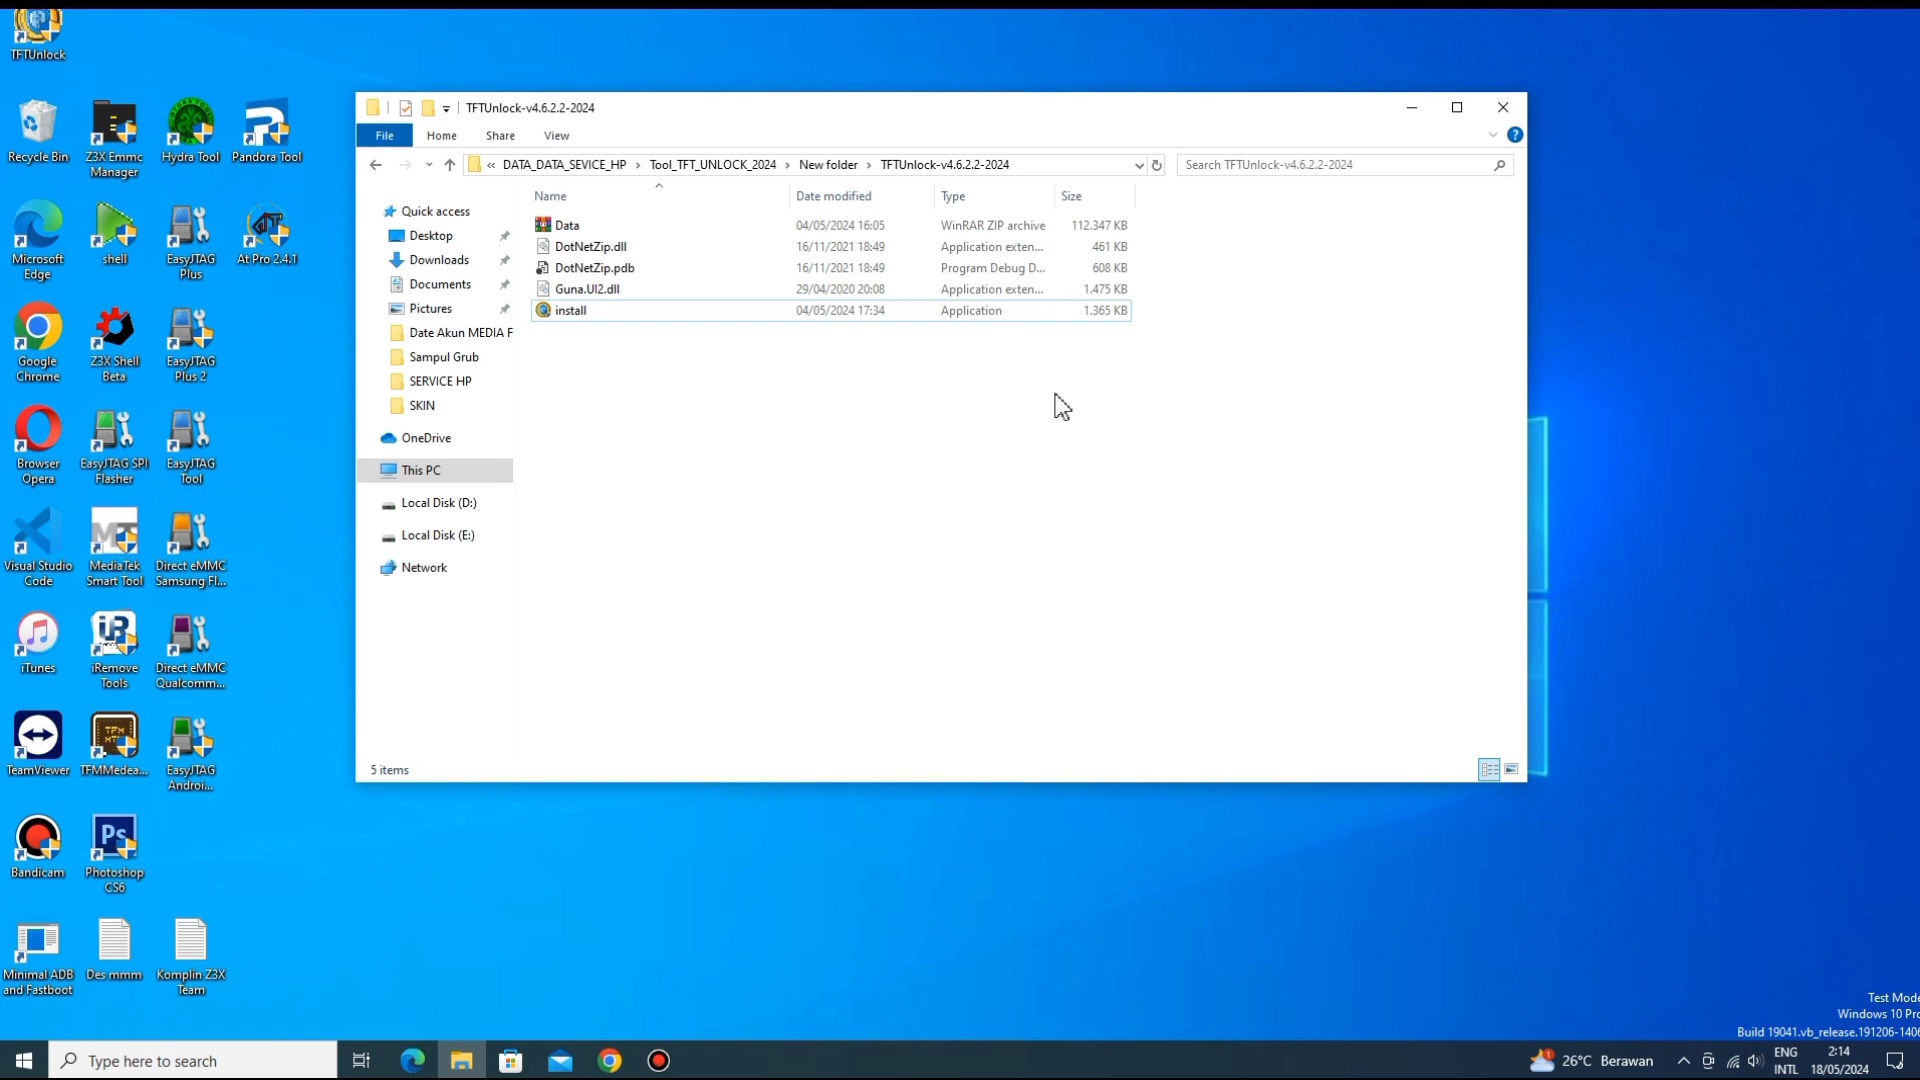 TFTUnlock
Recycle Bin
Z3X Emmc
Manager
Hydra Tool
Pandora Tool
Microsoft
Edge
shell
EasyJTAG
Plus
At Pro 2.4.1
Google
Chrome
Z3X Shell
Beta
EasyJTAG
Plus 2
Browser
Opera
EasyJTAG SPI
Flasher
EasyJTAG
Tool
Visual Studio
Code
MediaTek
Smart Tool
Direct eMMC
Samsung Fl...
iTunes
iRemove
Tools
Direct eMMC
Qualcomm...
TeamViewer
TFMMedea...
EasyJTAG
Androi...
Bandicam
Photoshop
CS6
Minimal ADB
and Fastboot
Des mmm
Komplin Z3X
Team
TFTUnlock-v4.6.2.2-2024
File Home Share View
« DATA_DATA_SEVICE_HP › Tool_TFT_UNLOCK_2024 › New folder › TFTUnlock-v4.6.2.2-2024
Search TFTUnlock-v4.6.2.2-2024
Quick access
Desktop
Downloads
Documents
Pictures
Date Akun MEDIA F
Sampul Grub
SERVICE HP
SKIN
OneDrive
This PC
Local Disk (D:)
Local Disk (E:)
Network
Name Date modified Type Size
Data 04/05/2024 16:05 WinRAR ZIP archive 112.347 KB
DotNetZip.dll 16/11/2021 18:49 Application exten... 461 KB
DotNetZip.pdb 16/11/2021 18:49 Program Debug D... 608 KB
Guna.UI2.dll 29/04/2020 20:08 Application exten... 1.475 KB
install 04/05/2024 17:34 Application 1.365 KB
5 items
Test Mode
Windows 10 Pro
Build 19041.vb_release.191206-1406
Type here to search
26°C Berawan
ENG
INTL
2:14
18/05/2024